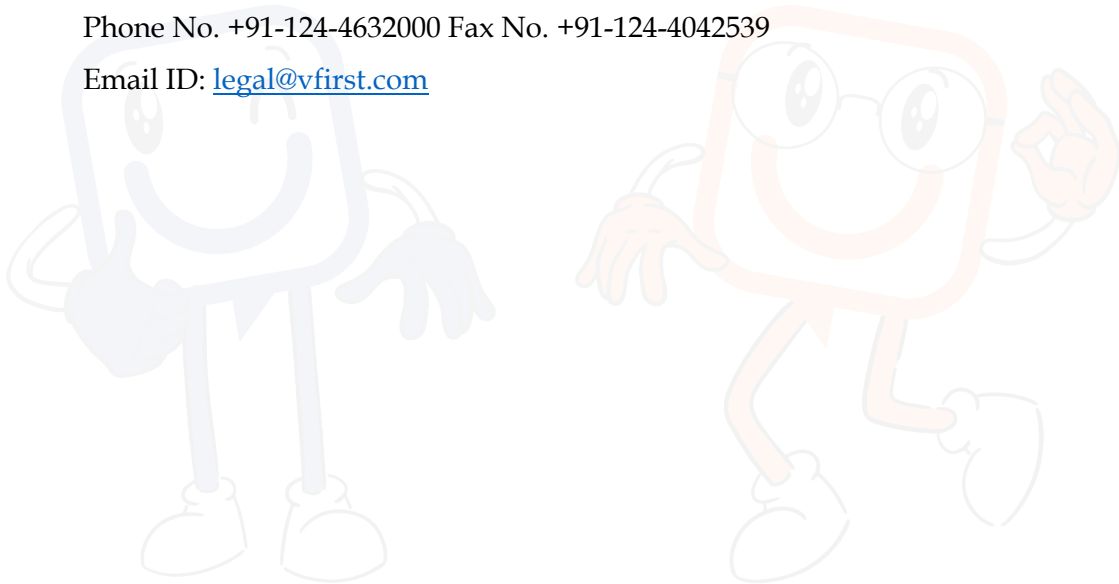 Phone No. +91-124-4632000 Fax No. +91-124-4042539
Email ID: legal@vfirst.com